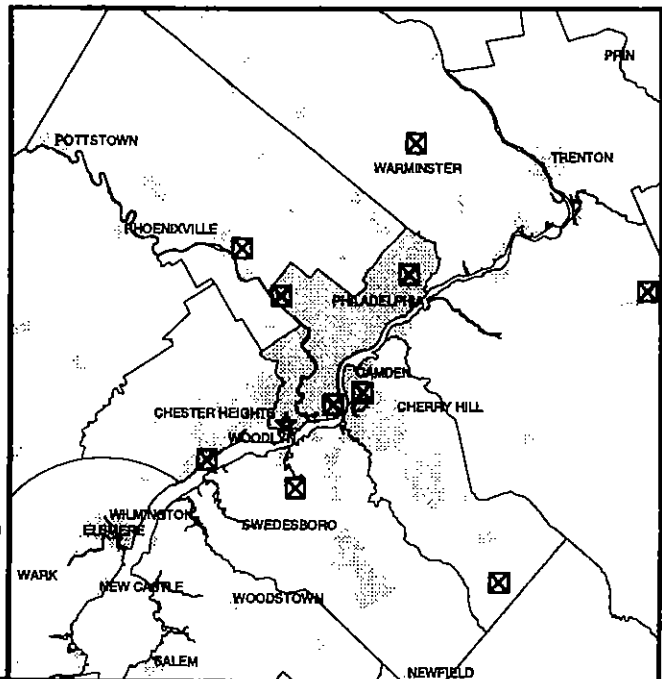 PRIN
POTTSTOWN
TRENTON
WARMINSTER
PHOENIXVILLE
PHILADELPHIA
CAMDEN
CHESTER HEIGHTS
CHERRY HILL
WOODLYN
WILMINGTON
SWEDESBORO
ELSMERE
WARK
NEW CASTLE
WOODSTOWN
SALEM
NEWFIELD